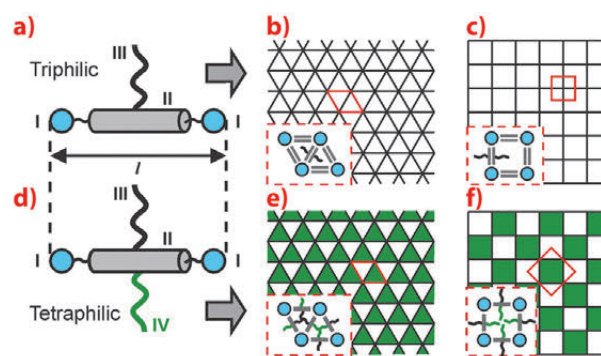 a)
III
Triphilic
II
I
I
l
b)
c)
d)
III
II
I
I
Tetraphilic
IV
e)
f)